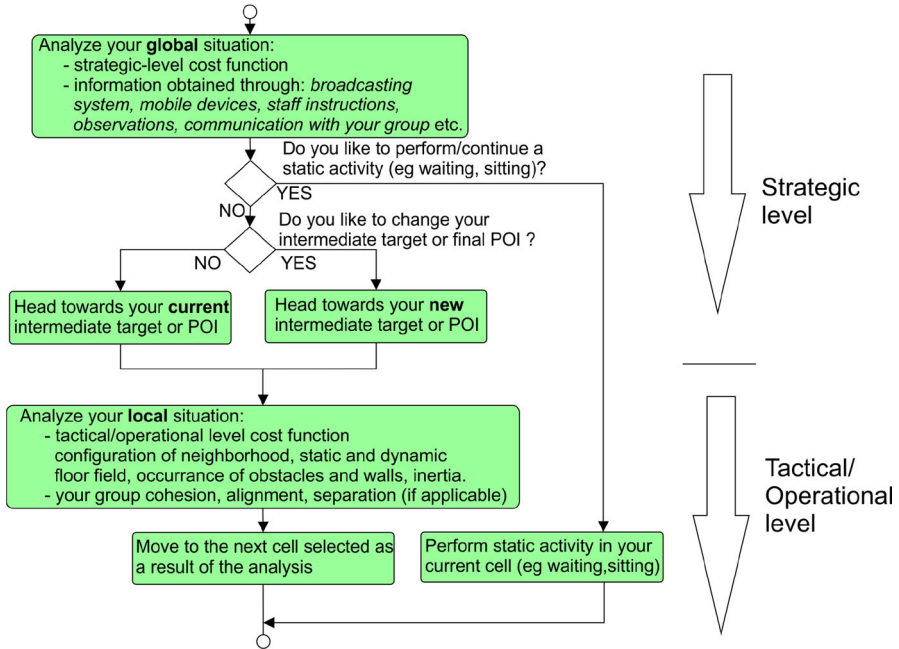 Analyze your global situation:
- strategic-level cost function
- information obtained through: broadcasting
system, mobile devices, staff instructions,
observations, communication with your group etc.
Do you like to perform/continue a
static activity (eg waiting, sitting)?
YES
NO
Do you like to change your
intermediate target or final POI ?
NO
YES
Head towards your current
intermediate target or POI
Head towards your new
intermediate target or POI
Strategic
level
Analyze your local situation:
- tactical/operational level cost function
configuration of neighborhood, static and dynamic
floor field, occurrance of obstacles and walls, inertia.
- your group cohesion, alignment, separation (if applicable)
Move to the next cell selected as
a result of the analysis
Perform static activity in your
current cell (eg waiting,sitting)
Tactical/
Operational
level